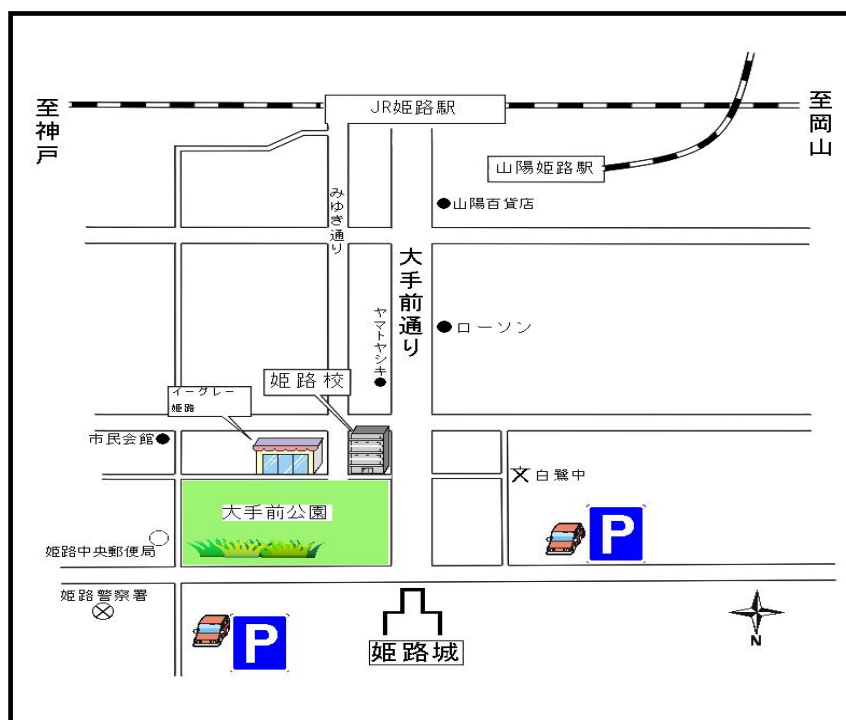 JR姫路駅
至神戸
至岡山
山陽姫路駅
みゆき通り
山陽百貨店
大手前通り
ヤマトヤシキ
ローソン
姫路校
イーグレー
姫路
市民会館
白鷺中
大手前公園
P
姫路中央郵便局
姫路警察署
P
姫路城
N